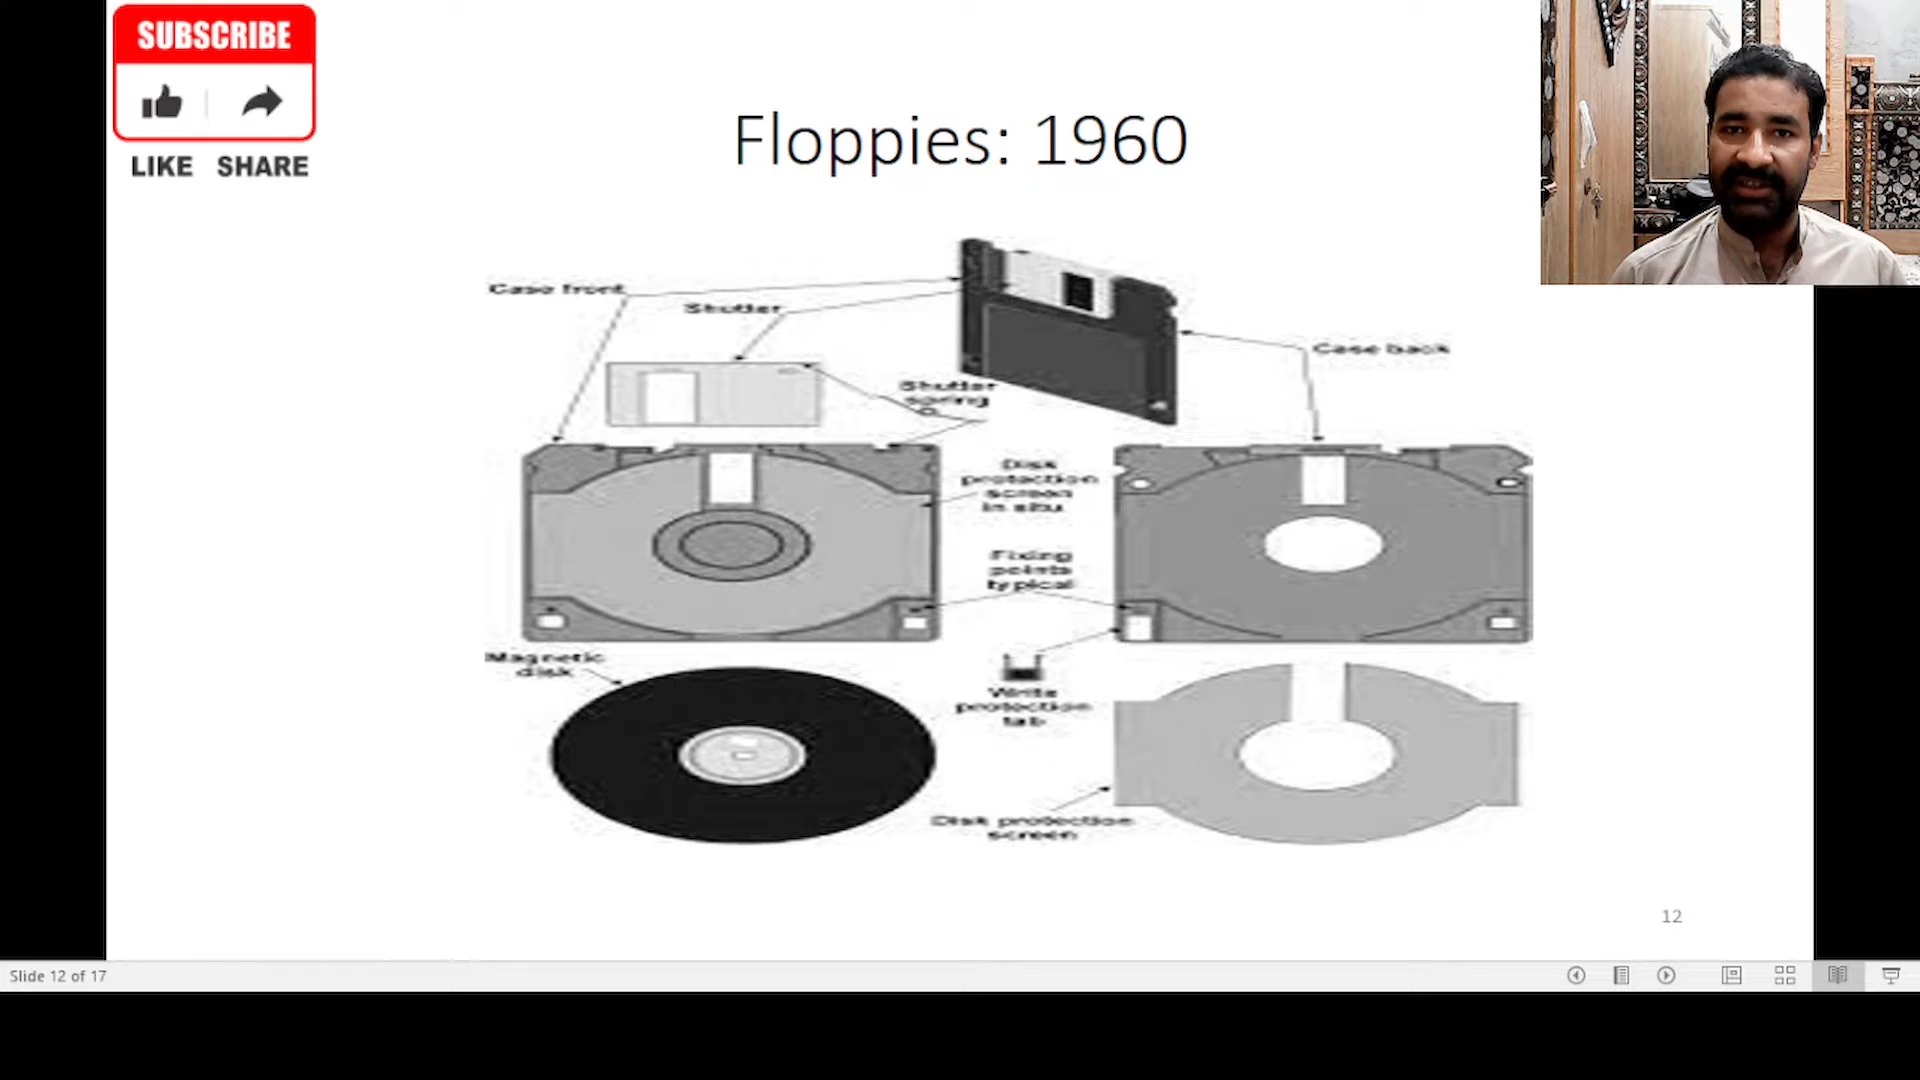 SUBSCRIBE
LIKE SHARE
Floppies: 1960
Case front
Shutter
Case back
Shutter
spring
Disk
protection
screen
in situ
Fixing
points
typical
Magnetic
disk
Write
protection
tab
Disk protection
screen
12
Slide 12 of 17